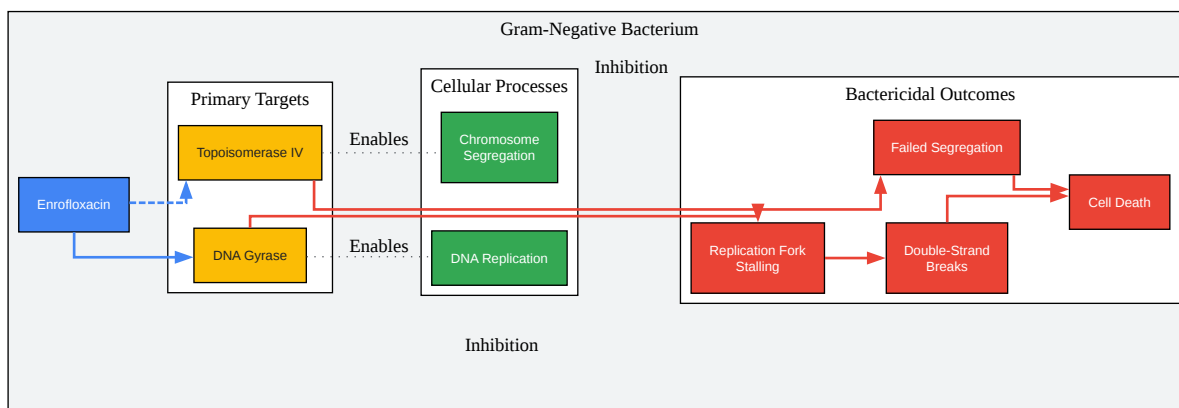 Gram-Negative Bacterium
Inhibition
Primary Targets
Cellular Processes
Bactericidal Outcomes
Topoisomerase IV
Enables
Chromosome
Segregation
Failed Segregation
Enrofloxacin
Cell Death
DNA Gyrase
Enables
DNA Replication
Replication Fork
Stalling
Double-Strand
Breaks
Inhibition